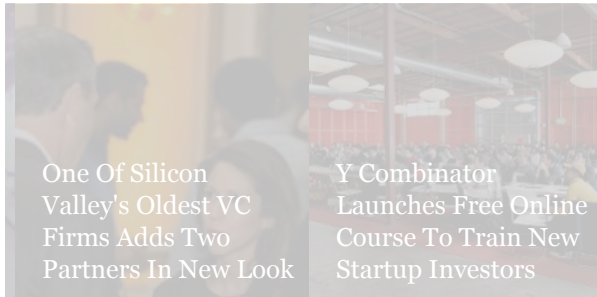 One Of Silicon
Valley's Oldest VC
Firms Adds Two
Partners In New Look
Y Combinator
Launches Free Online
Course To Train New
Startup Investors